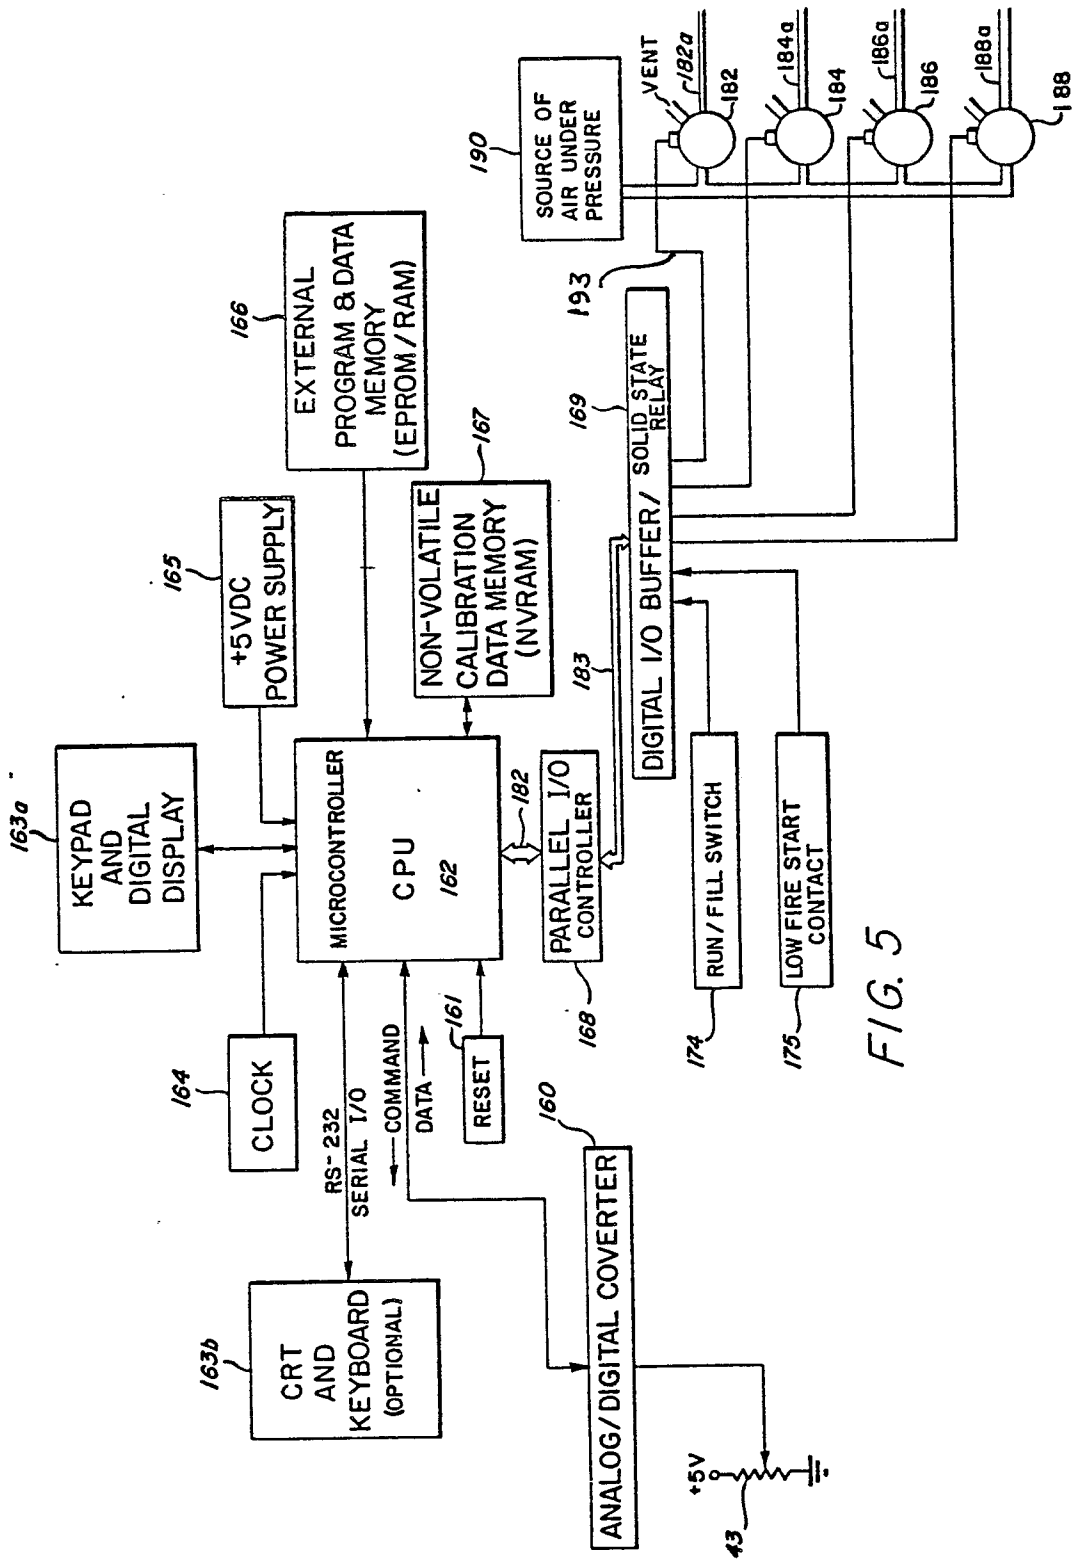 163b
CRT
AND
KEYBOARD
(OPTIONAL)
164
CLOCK
163a
KEYPAD
AND
DIGITAL
DISPLAY
165
+5VDC
POWER SUPPLY
166
EXTERNAL
PROGRAM & DATA
MEMORY
(EPROM/RAM)
RS-232
SERIAL I/O
COMMAND
DATA
161
RESET
MICROCONTROLLER
CPU
162
167
NON-VOLATILE
CALIBRATION
DATA MEMORY
(NVRAM)
182
168
PARALLEL I/O
CONTROLLER
183
160
ANALOG/DIGITAL COVERTER
+5V
43
169
DIGITAL I/O BUFFER/ SOLID STATE
RELAY
193
190
SOURCE OF
AIR UNDER
PRESSURE
VENT
182a
182
184a
184
186a
186
188a
188
174
RUN/FILL SWITCH
175
LOW FIRE START
CONTACT
FIG. 5